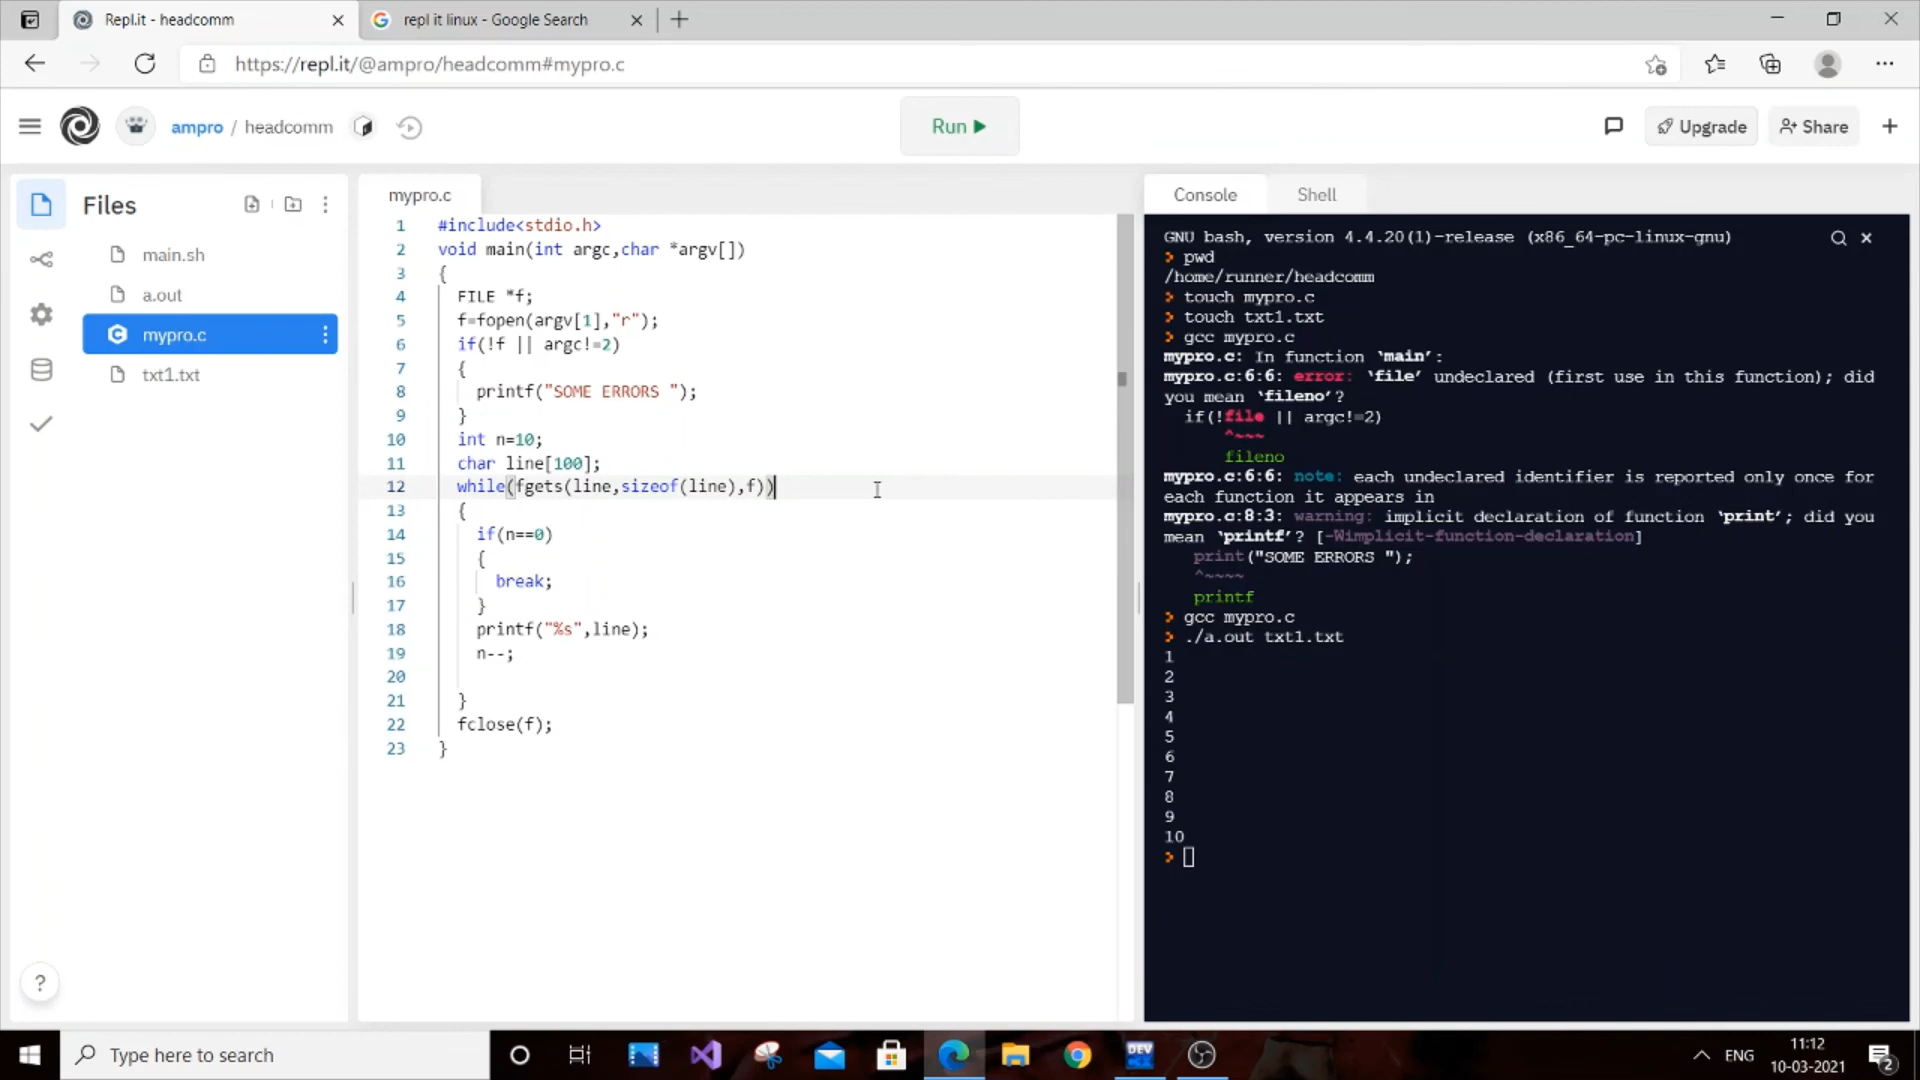 Repl.it - headcomm
repl it linux - Google Search
https://repl.it/@ampro/headcomm#mypro.c
ampro / headcomm
Run
Upgrade
Share
Files
main.sh
a.out
mypro.c
txt1.txt
mypro.c
1 #include<stdio.h>
2 void main(int argc,char *argv[])
3 {
4 FILE *f;
5 f=fopen(argv[1],"r");
6 if(!f || argc!=2)
7 {
8 printf("SOME ERRORS ");
9 }
10 int n=10;
11 char line[100];
12 while(fgets(line,sizeof(line),f))
13 {
14 if(n==0)
15 {
16 break;
17 }
18 printf("%s",line);
19 n--;
20
21 }
22 fclose(f);
23 }
Console
Shell
GNU bash, version 4.4.20(1)-release (x86_64-pc-linux-gnu)
> pwd
/home/runner/headcomm
> touch mypro.c
> touch txt1.txt
> gcc mypro.c
mypro.c: In function ‘main’:
mypro.c:6:6: error: ‘file’ undeclared (first use in this function); did
you mean ‘fileno’?
if(!file || argc!=2)
^~~~
fileno
mypro.c:6:6: note: each undeclared identifier is reported only once for
each function it appears in
mypro.c:8:3: warning: implicit declaration of function ‘print’; did you
mean ‘printf’? [-Wimplicit-function-declaration]
print("SOME ERRORS ");
^~~~~
printf
> gcc mypro.c
> ./a.out txt1.txt
1
2
3
4
5
6
7
8
9
10
>
?
Type here to search
DEV
ENG
11:12
10-03-2021
2